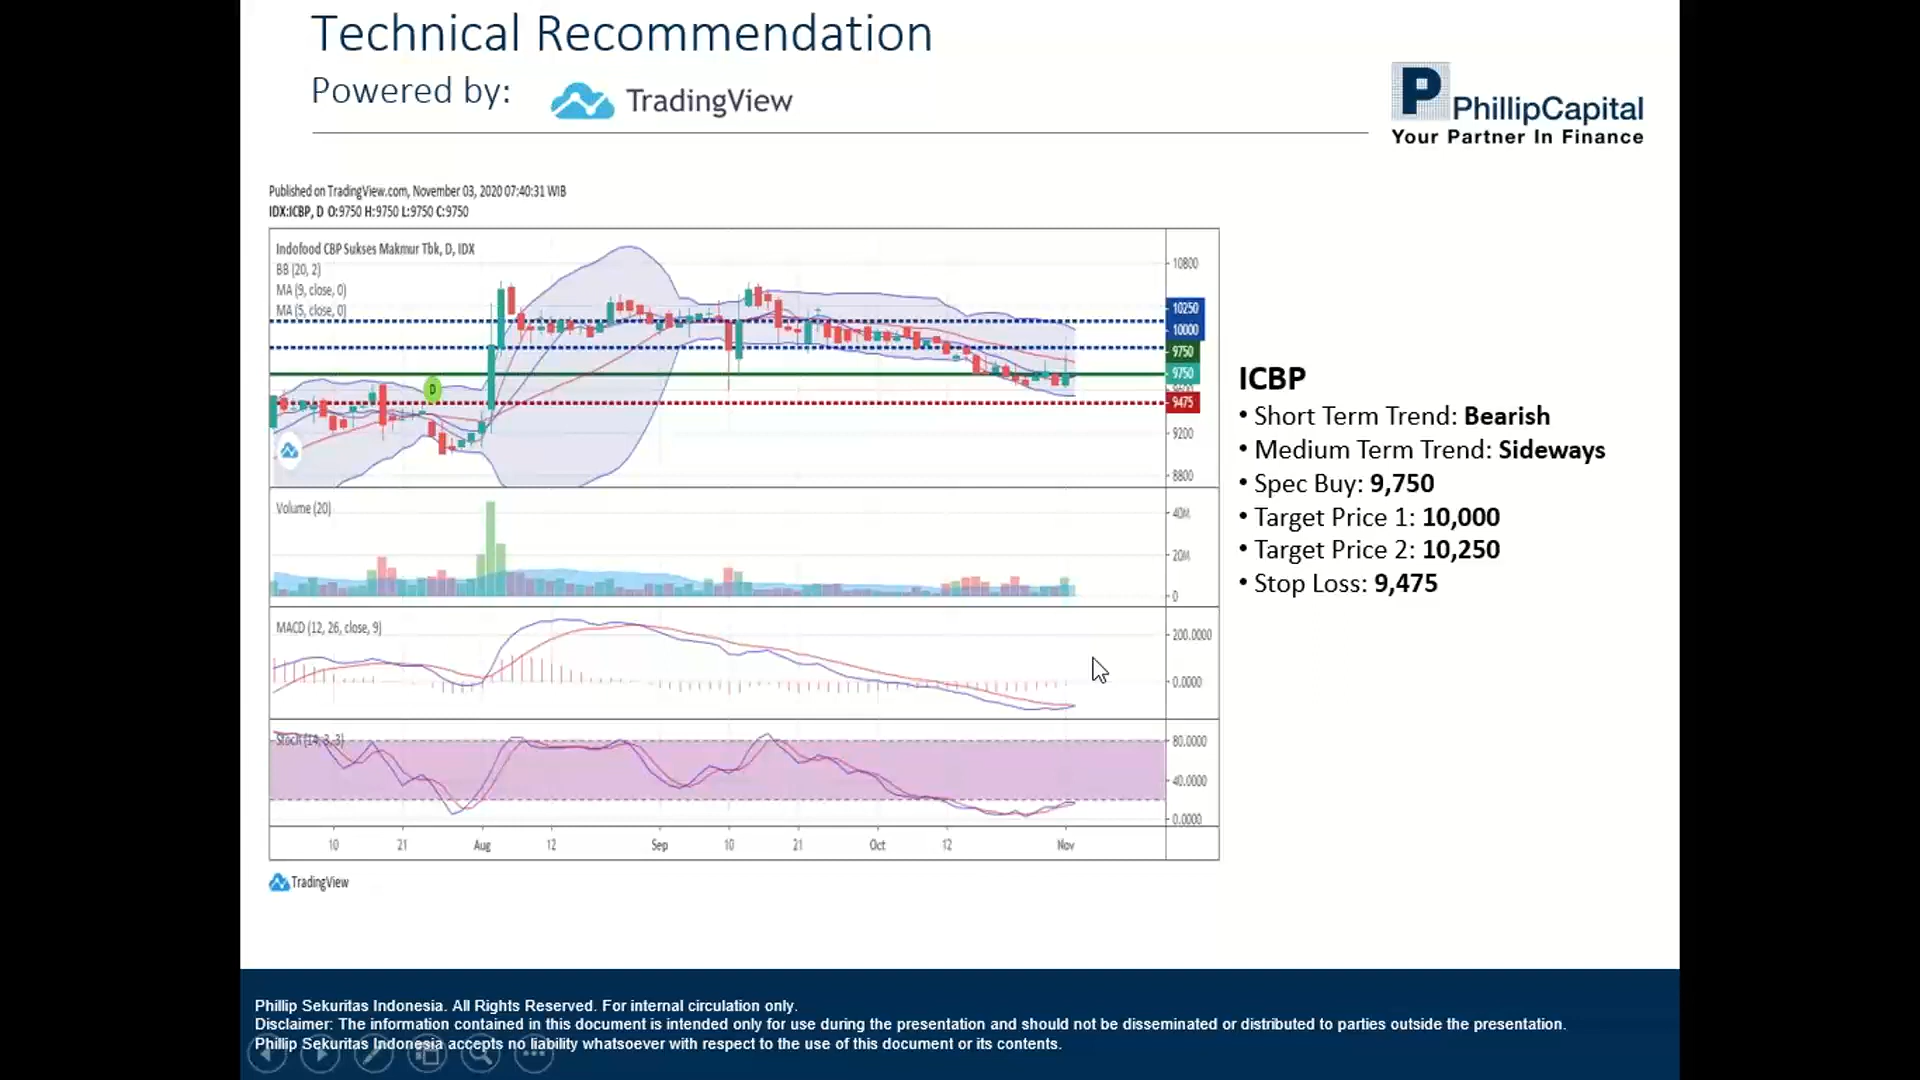 Technical Recommendation
Powered by:
TradingView
P
PhillipCapital
Your Partner In Finance
Published on TradingView.com, November 03, 2020 07:40:31 WIB
IDX:ICBP, D O:9750 H:9750 L:9750 C:9750
Indofood CBP Sukses Makmur Tbk, D, IDX
BB (20, 2)
MA (9, close, 0)
MA (5, close, 0)
D
10800
10250
10000
9750
9750
9475
9200
8800
Volume (20)
40M
20M
0
MACD (12, 26, close, 9)
200.0000
0.0000
Stoch (14, 3, 3)
80.0000
40.0000
0.0000
10 21 Aug 12 Sep 10 21 Oct 12 Nov
TradingView
ICBP
• Short Term Trend: Bearish
• Medium Term Trend: Sideways
• Spec Buy: 9,750
• Target Price 1: 10,000
• Target Price 2: 10,250
• Stop Loss: 9,475
Phillip Sekuritas Indonesia. All Rights Reserved. For internal circulation only.
Disclaimer: The information contained in this document is intended only for use during the presentation and should not be disseminated or distributed to parties outside the presentation.
Phillip Sekuritas Indonesia accepts no liability whatsoever with respect to the use of this document or its contents.